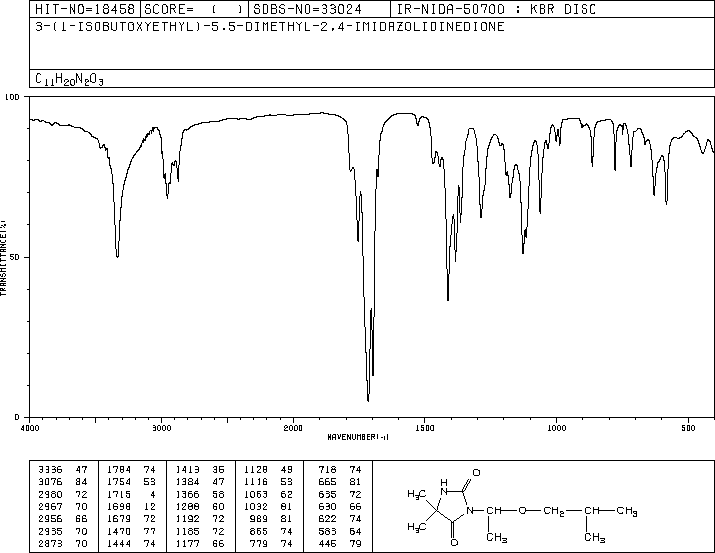 HIT-NO=18458 SCORE= ( ) SDBS-NO=33024 IR-NIDA-50700 : KBR DISC
3-(1-ISOBUTOXYETHYL)-5,5-DIMETHYL-2,4-IMIDAZOLIDINEDIONE
C11H20N2O3
100
50
0
TRANSMITTANCE(%)
4000 3000 2000 1500 1000 500
WAVENUMBER(-1)
3336 47 1784 74 1413 35 1128 49 718 74
3076 84 1754 53 1384 47 1116 53 665 81
2980 72 1715 4 1366 58 1063 62 635 72
2967 70 1698 12 1288 60 1032 81 630 66
2956 66 1679 72 1192 72 989 81 622 74
2935 70 1470 77 1185 72 865 74 583 64
2873 70 1444 74 1177 66 779 74 446 79
O
NH
CH3
CH3
N
O
CH3
O
CH2
CH3
CH3